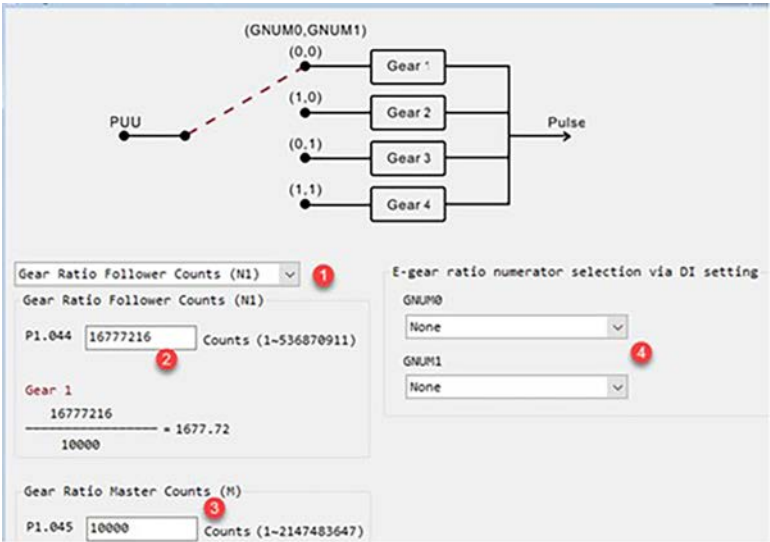 (GNUM0,GNUM1)
(0,0)
Gear 1
(1,0)
Gear 2
PUU
Pulse
(0,1)
Gear 3
(1,1)
Gear 4
Gear Ratio Follower Counts (N1)
1
Gear Ratio Follower Counts (N1)
P1.044 16777216 Counts (1~536870911)
2
Gear 1
16777216
= 1677.72
10000
Gear Ratio Master Counts (M)
3
P1.045 10000 Counts (1~2147483647)
E-gear ratio numerator selection via DI setting
GNUM0
None
4
GNUM1
None